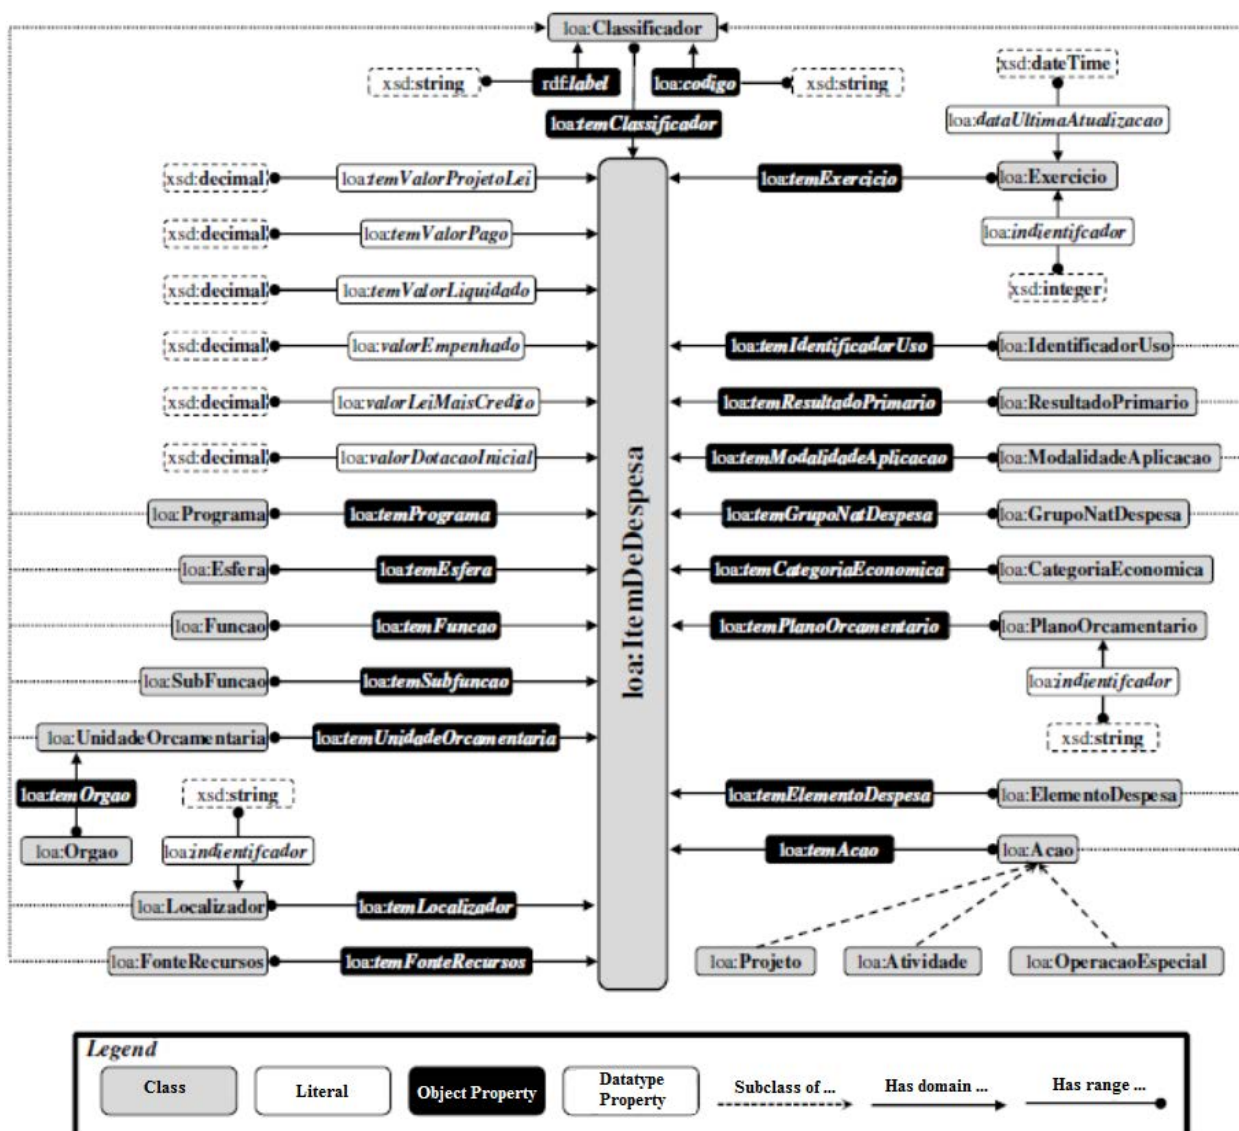 loa:Classificador
xsd:string rdf:label loa:codigo xsd:string
xsd:dateTime
loa:dataUltimaAtualizacao
loa:temClassificador
xsd:decimal loa:temValorProjetoLei loa:temExercicio loa:Exercicio
xsd:decimal loa:temValorPago loa:indientifcador
xsd:decimal loa:temValorLiquidado xsd:integer
xsd:decimal loa:valorEmpenhado loa:temIdentificadorUso loa:IdentificadorUso
xsd:decimal loa:valorLeiMaisCredito loa:temResultadoPrimario loa:ResultadoPrimario
xsd:decimal loa:valorDotacaoInicial loa:temModalidadeAplicacao loa:ModalidadeAplicacao
loa:ItemDeDespesa
loa:Programa loa:temPrograma loa:temGrupoNatDespesa loa:GrupoNatDespesa
loa:Esfera loa:temEsfera loa:temCategoriaEconomica loa:CategoriaEconomica
loa:Funcao loa:temFuncao loa:temPlanoOrcamentario loa:PlanoOrcamentario
loa:SubFuncao loa:temSubfuncao loa:indientifcador
loa:UnidadeOrcamentaria loa:temUnidadeOrcamentaria xsd:string
loa:temOrgao xsd:string loa:temElementoDespesa loa:ElementoDespesa
loa:Orgao loa:indientifcador loa:temAcao loa:Acao
loa:Localizador loa:temLocalizador
loa:FonteRecursos loa:temFonteRecursos loa:Projeto loa:Atividade loa:OperacaoEspecial
Legend
Class Literal Object Property Datatype Property Subclass of ... Has domain ... Has range ...